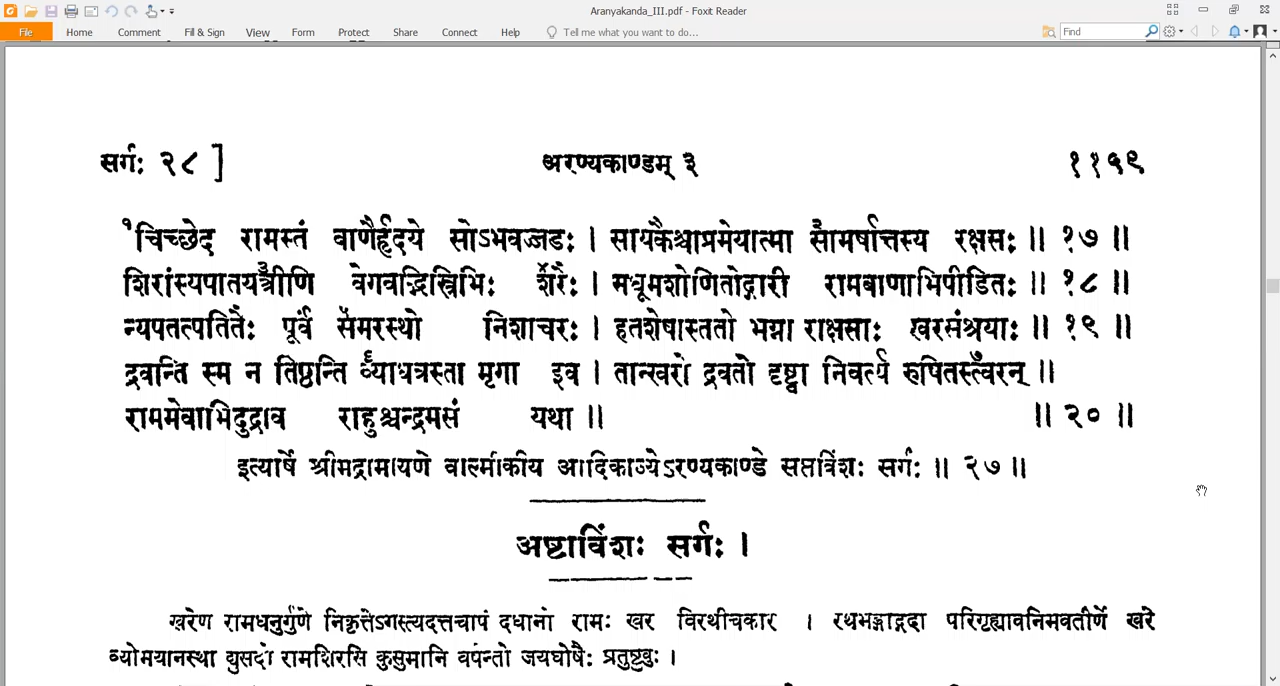 Aranyakanda_III.pdf - Foxit Reader
File Home Comment Fill & Sign View Form Protect Share Connect Help Tell me what you want to do... Find
सर्गः २८ ] अरण्यकाण्डम् ३ ११५९
१चिच्छेद रामस्तं बाणैर्हृदये सोऽभवज्जडः । सायकैश्चाप्रमेयात्मा सामर्षात्तस्य रक्षसः ॥ १७ ॥
शिरांस्यपातयत्त्रीणि वेगवद्भिस्त्रिभिः शरैः । सधूमशोणितोद्गारी रामबाणाभिपीडितः ॥ १८ ॥
न्यपतत्पतितैः पूर्वं समरस्थो निशाचरः । हतशेषास्ततो भग्ना राक्षसाः खरसंश्रयाः ॥ १९ ॥
द्रवन्ति स्म न तिष्ठन्ति व्याधत्रस्ता मृगा इव । तान्खरो द्रवतो दृष्ट्वा निवर्त्य रुषितस्त्वरन् ॥
राममेवाभिदुद्राव राहुश्चन्द्रमसं यथा ॥ ॥ २० ॥
इत्यार्षे श्रीमद्रामायणे वाल्मीकीय आदिकाव्येऽरण्यकाण्डे सप्तविंशः सर्गः ॥ २७ ॥
अष्टाविंशः सर्गः ।
खरेण रामधनुर्गुणे निकृत्तेऽगस्त्यदत्तचापं दधानो रामः खर विरथीचकार । रथभङ्गाद्गदा परिगृह्यावनिमवतीर्णे खरे
व्योमयानस्था द्युसदो रामशिरसि कुसुमानि वर्षन्तो जयघोषैः प्रतुष्टुवुः ।